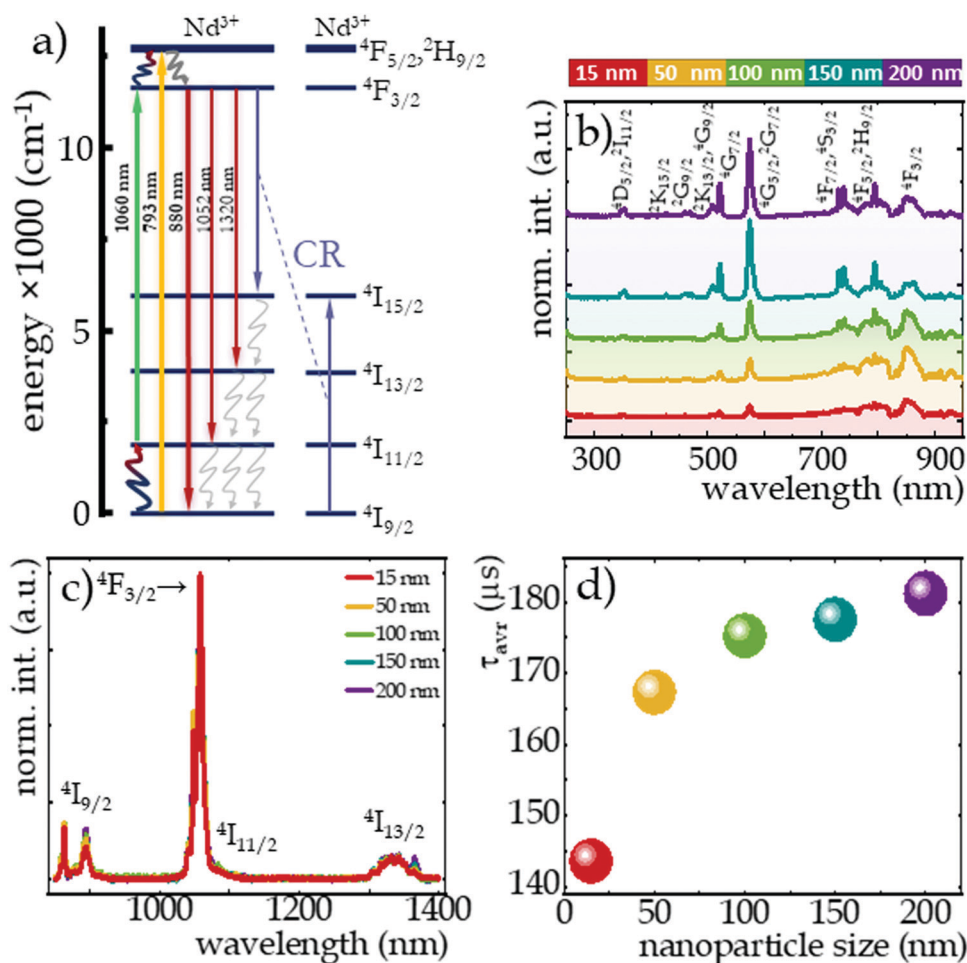 a)
Nd³⁺
Nd³⁺
⁴F₅/₂,²H₉/₂
⁴F₃/₂
energy ×1000 (cm⁻¹)
10
5
0
1060 nm
793 nm
880 nm
1052 nm
1320 nm
CR
⁴I₁₅/₂
⁴I₁₃/₂
⁴I₁₁/₂
⁴I₉/₂
15 nm 50 nm 100 nm 150 nm 200 nm
b)
norm. int. (a.u.)
⁴D₅/₂,²I₁₁/₂
²K₁₅/₂
²G₉/₂
²K₁₃/₂,⁴G₉/₂
⁴G₇/₂
⁴G₅/₂,²G₇/₂
⁴F₇/₂,⁴S₃/₂
⁴F₅/₂,²H₉/₂
⁴F₃/₂
300 500 700 900
wavelength (nm)
c)
⁴F₃/₂→
norm. int. (a.u.)
15 nm
50 nm
100 nm
150 nm
200 nm
⁴I₉/₂
⁴I₁₁/₂
⁴I₁₃/₂
1000 1200 1400
wavelength (nm)
d)
τavr (μs)
180
170
160
150
140
0 50 100 150 200
nanoparticle size (nm)